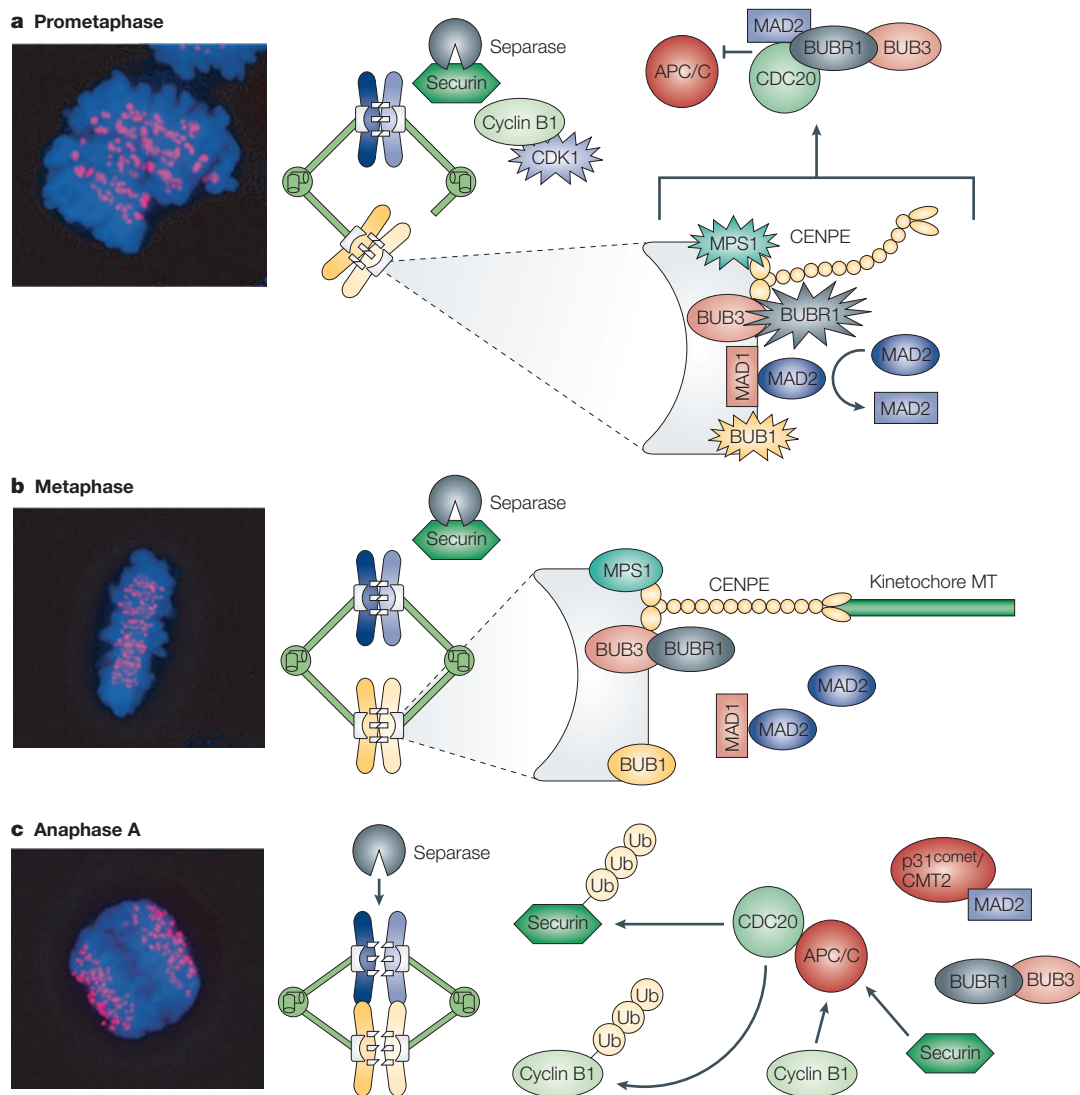 a Prometaphase
Separase
Securin
Cyclin B1
CDK1
APC/C
MAD2
CDC20
BUBR1
BUB3
MPS1
CENPE
BUB3
BUBR1
MAD1
MAD2
MAD2
MAD2
BUB1
b Metaphase
Separase
Securin
MPS1
CENPE
Kinetochore MT
BUB3
BUBR1
MAD2
MAD1
MAD2
BUB1
c Anaphase A
Separase
Ub
Ub
Ub
Securin
CDC20
APC/C
p31comet/
CMT2
MAD2
BUBR1
BUB3
Ub
Ub
Ub
Cyclin B1
Cyclin B1
Securin